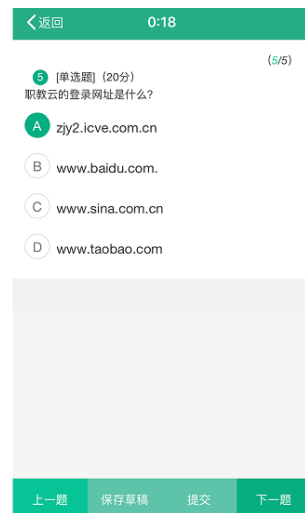 返回 0:18
(5/5)
5 [单选题] (20分)
职教云的登录网址是什么?
A zjy2.icve.com.cn
B www.baidu.com.
C www.sina.com.cn
D www.taobao.com
上一题 保存草稿 提交 下一题